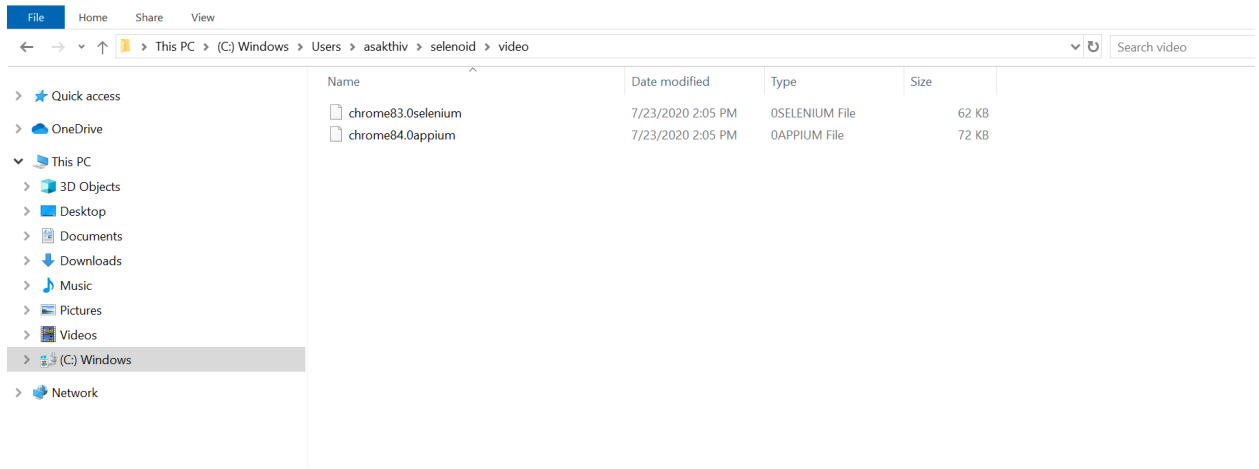 File Home Share View
This PC > (C:) Windows > Users > asakthiv > selenoid > video
Search video
Name Date modified Type Size
chrome83.0selenium 7/23/2020 2:05 PM 0SELENIUM File 62 KB
chrome84.0appium 7/23/2020 2:05 PM 0APPIUM File 72 KB
Quick access
OneDrive
This PC
3D Objects
Desktop
Documents
Downloads
Music
Pictures
Videos
(C:) Windows
Network